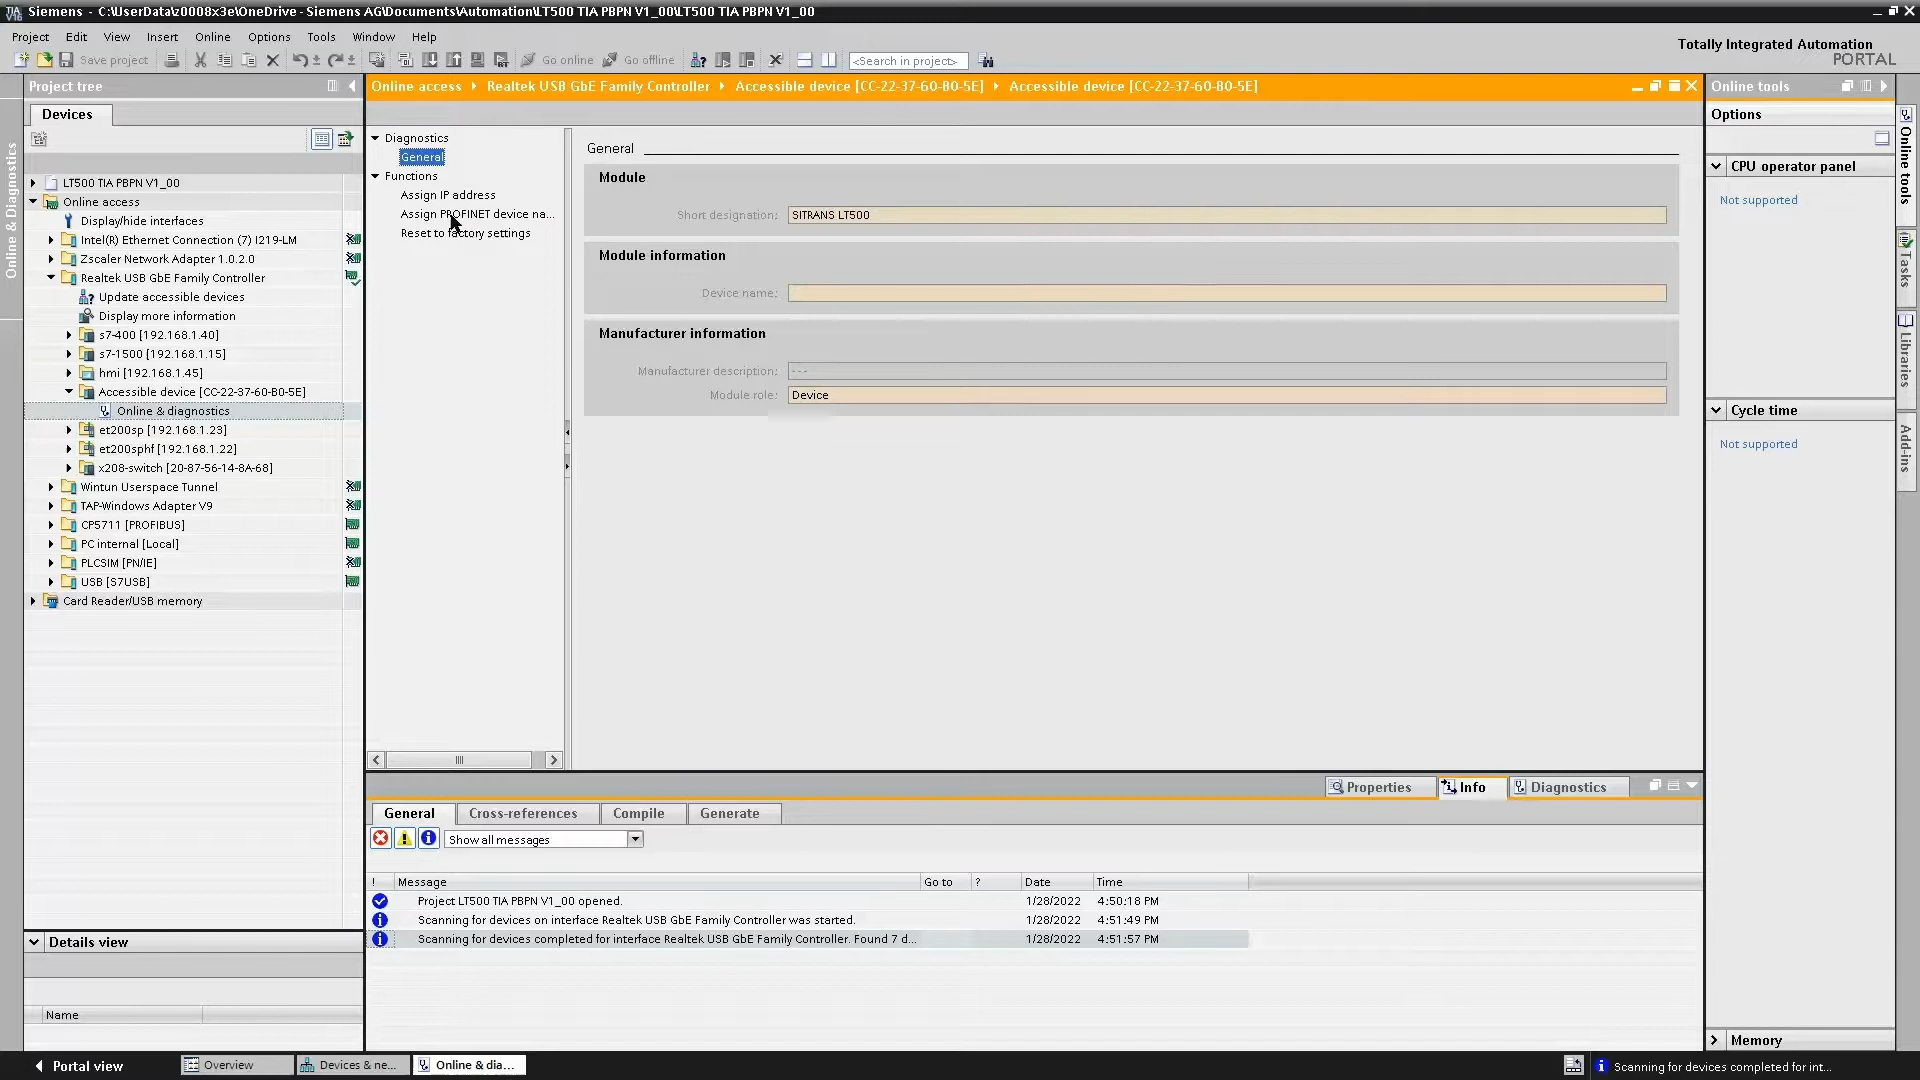 Siemens - C:\UserData\z0008x3e\OneDrive - Siemens AG\Documents\Automation\LT500 TIA PBPN V1_00\LT500 TIA PBPN V1_00
Project Edit View Insert Online Options Tools Window Help
Totally Integrated Automation
PORTAL
Save project
Go online
Go offline
<Search in project>
Project tree
Devices
Online & Diagnostics
LT500 TIA PBPN V1_00
Online access
Display/hide interfaces
Intel(R) Ethernet Connection (7) I219-LM
Zscaler Network Adapter 1.0.2.0
Realtek USB GbE Family Controller
Update accessible devices
Display more information
s7-400 [192.168.1.40]
s7-1500 [192.168.1.15]
hmi [192.168.1.45]
Accessible device [CC-22-37-60-B0-5E]
Online & diagnostics
et200sp [192.168.1.23]
et200sphf [192.168.1.22]
x208-switch [20-87-56-14-8A-68]
Wintun Userspace Tunnel
TAP-Windows Adapter V9
CP5711 [PROFIBUS]
PC internal [Local]
PLCSIM [PN/IE]
USB [S7USB]
Card Reader/USB memory
Details view
Name
Online access Realtek USB GbE Family Controller Accessible device [CC-22-37-60-B0-5E] Accessible device [CC-22-37-60-B0-5E]
Diagnostics
General
Functions
Assign IP address
Assign PROFINET device na...
Reset to factory settings
General
Module
Short designation: SITRANS LT500
Module information
Device name:
Manufacturer information
Manufacturer description: ---
Module role: Device
Properties Info Diagnostics
General Cross-references Compile Generate
Show all messages
! Message Go to ? Date Time
Project LT500 TIA PBPN V1_00 opened. 1/28/2022 4:50:18 PM
Scanning for devices on interface Realtek USB GbE Family Controller was started. 1/28/2022 4:51:49 PM
Scanning for devices completed for interface Realtek USB GbE Family Controller. Found 7 d... 1/28/2022 4:51:57 PM
Online tools
Options
CPU operator panel
Not supported
Cycle time
Not supported
Memory
Online tools
Tasks
Libraries
Add-ins
Portal view
Overview
Devices & ne...
Online & dia...
Scanning for devices completed for int...